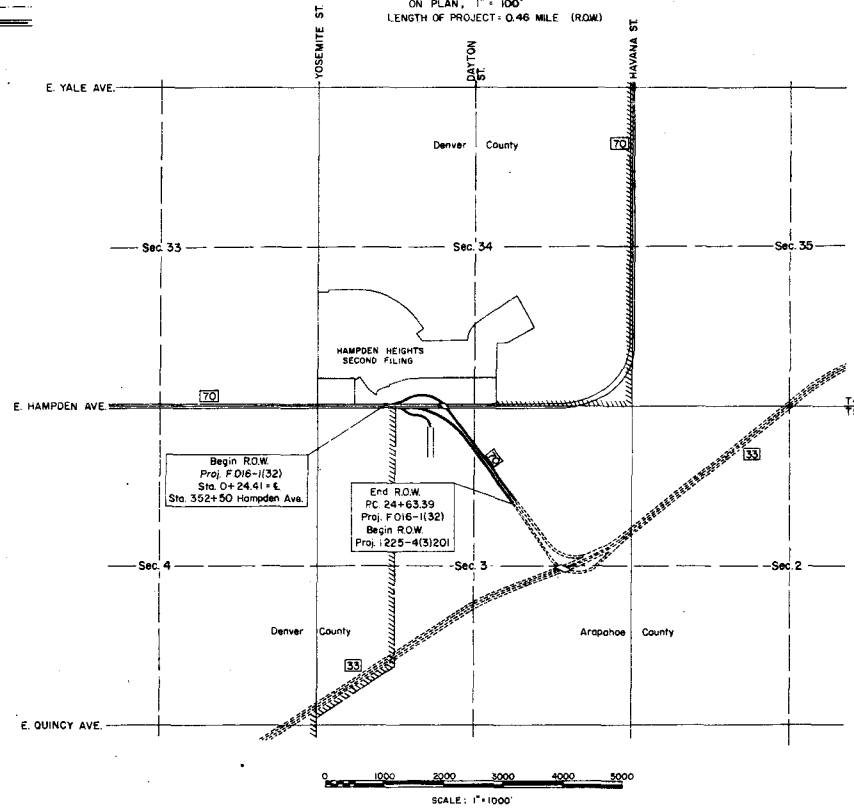 ON PLAN, 1" = 100'
LENGTH OF PROJECT = 0.46 MILE (R.O.W.)
YOSEMITE ST.
DAYTON ST.
HAVANA ST.
E. YALE AVE.
Denver County
70
Sec. 33
Sec. 34
Sec. 35
HAMPDEN HEIGHTS
SECOND FILING
70
E. HAMPDEN AVE.
33
70
Begin R.O.W.
Proj. F 016-1(32)
Sta. 0+24.41 = ℄
Sta. 352+50 Hampden Ave.
End R.O.W.
P.C. 24+63.39
Proj. F 016-1(32)
Begin R.O.W.
Proj. I 225-4(3)201
Sec. 4
Sec. 3
Sec. 2
Denver County
Arapahoe County
33
E. QUINCY AVE.
0 1000 2000 3000 4000 5000
SCALE: 1" = 1000'